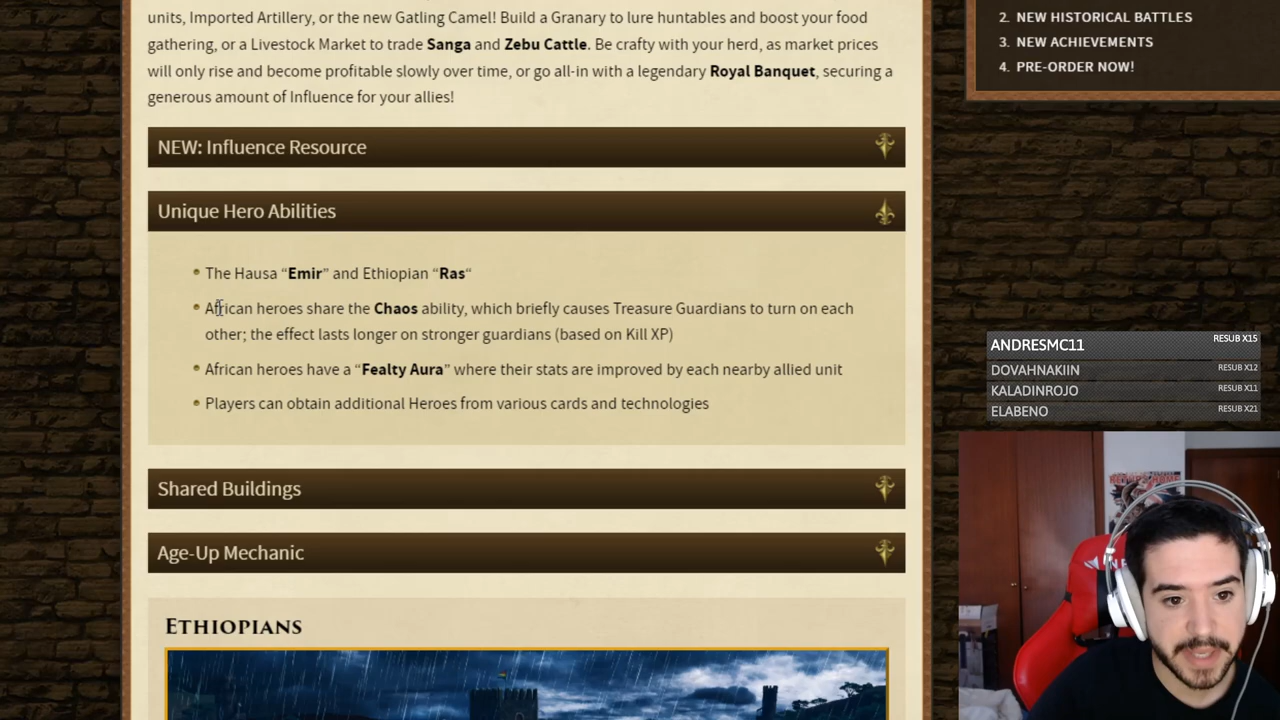 units, Imported Artillery, or the new Gatling Camel! Build a Granary to lure huntables and boost your food
gathering, or a Livestock Market to trade Sanga and Zebu Cattle. Be crafty with your herd, as market prices
will only rise and become profitable slowly over time, or go all-in with a legendary Royal Banquet, securing a
generous amount of Influence for your allies!
NEW: Influence Resource
Unique Hero Abilities
The Hausa “Emir” and Ethiopian “Ras“
African heroes share the Chaos ability, which briefly causes Treasure Guardians to turn on each
other; the effect lasts longer on stronger guardians (based on Kill XP)
African heroes have a “Fealty Aura” where their stats are improved by each nearby allied unit
Players can obtain additional Heroes from various cards and technologies
Shared Buildings
Age-Up Mechanic
ETHIOPIANS
2. NEW HISTORICAL BATTLES
3. NEW ACHIEVEMENTS
4. PRE-ORDER NOW!
ANDRESMC11 RESUB X15
DOVAHNAKIIN RESUB X12
KALADINROJO RESUB X11
ELABENO RESUB X21